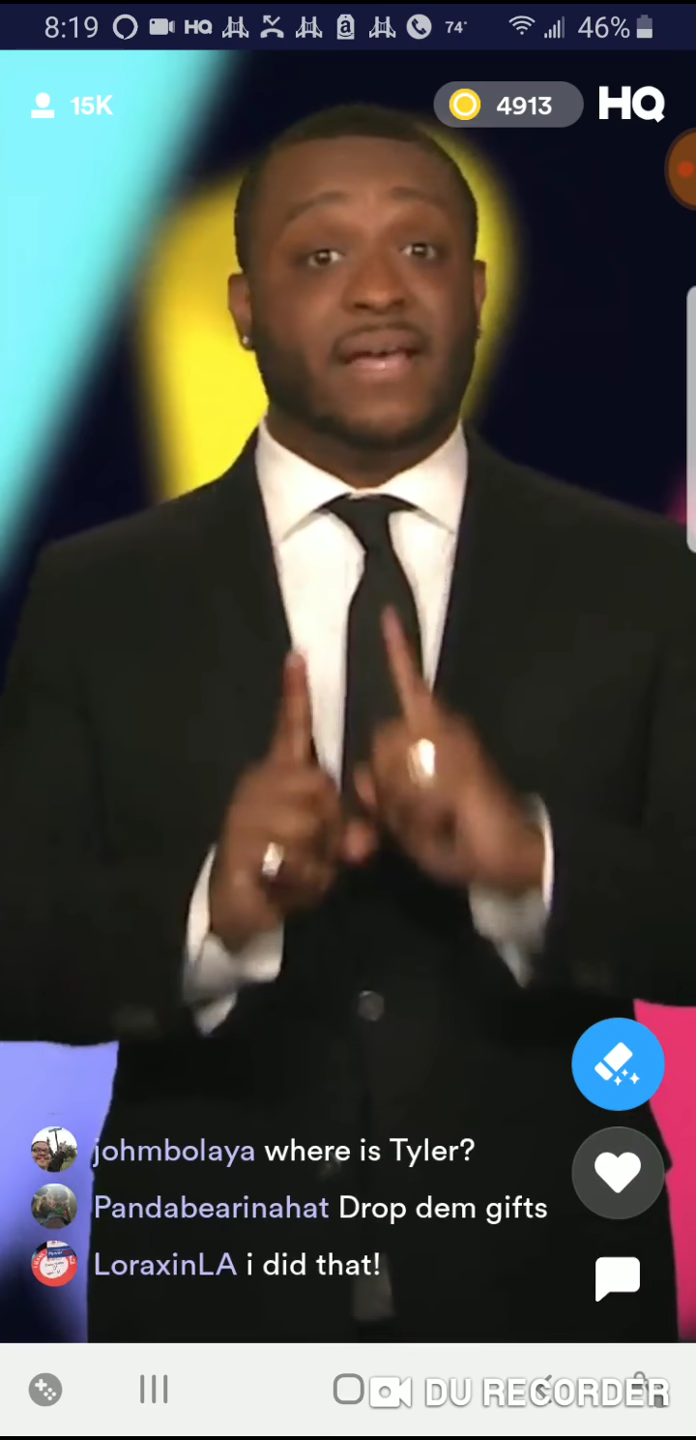 8:19 HQ 74° 46%
15K 4913 HQ
johmbolaya where is Tyler?
Pandabearinahat Drop dem gifts
LoraxinLA i did that!
DU RECORDER